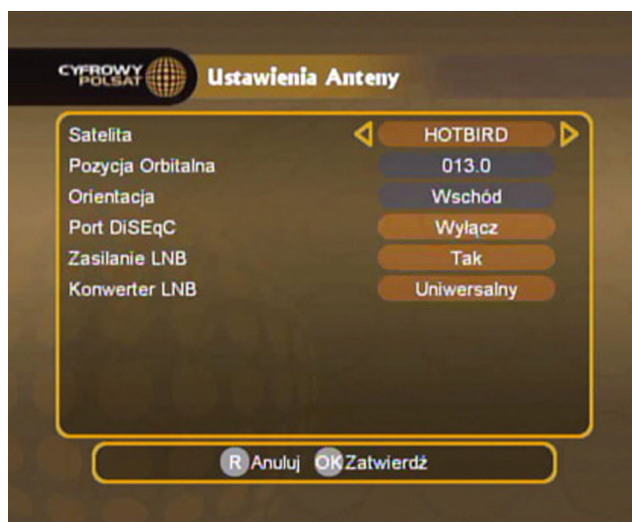 CYFROWY
POLSAT
Ustawienia Anteny
Satelita HOTBIRD
Pozycja Orbitalna 013.0
Orientacja Wschód
Port DiSEqC Wyłącz
Zasilanie LNB Tak
Konwerter LNB Uniwersalny
R Anuluj OK Zatwierdź